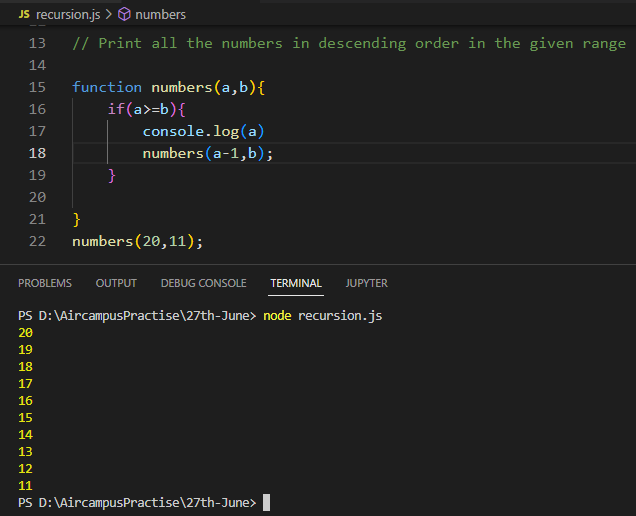 JS recursion.js > numbers
13 // Print all the numbers in descending order in the given range
14
15 function numbers(a,b){
16 if(a>=b){
17 console.log(a)
18 numbers(a-1,b);
19 }
20
21 }
22 numbers(20,11);
PROBLEMS OUTPUT DEBUG CONSOLE TERMINAL JUPYTER
PS D:\AircampusPractise\27th-June> node recursion.js
20
19
18
17
16
15
14
13
12
11
PS D:\AircampusPractise\27th-June>